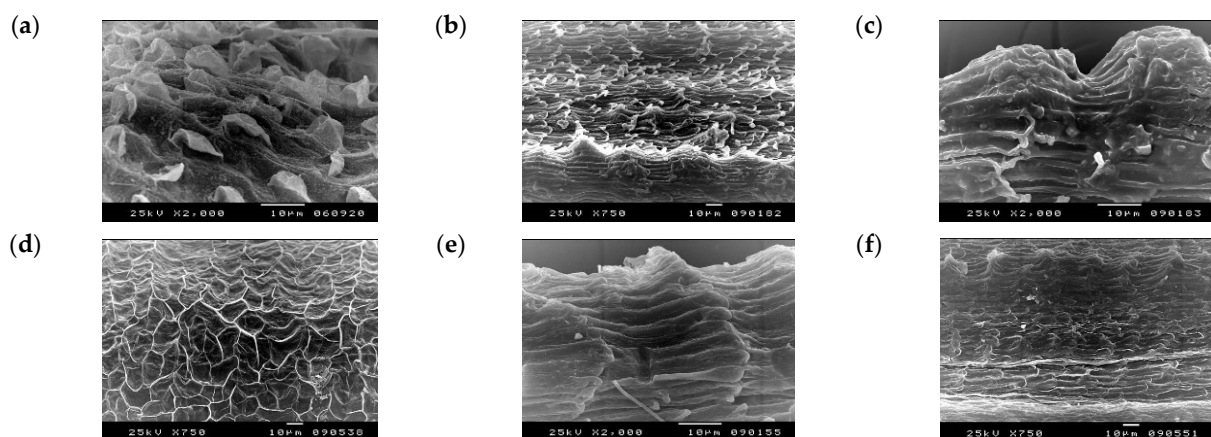 (a)
25kV X2,000 10µm 060920
(b)
25kV X750 10µm 090182
(c)
25kV X2,000 10µm 090183
(d)
25kV X750 10µm 090538
(e)
25kV X2,000 10µm 090155
(f)
25kV X750 10µm 090551